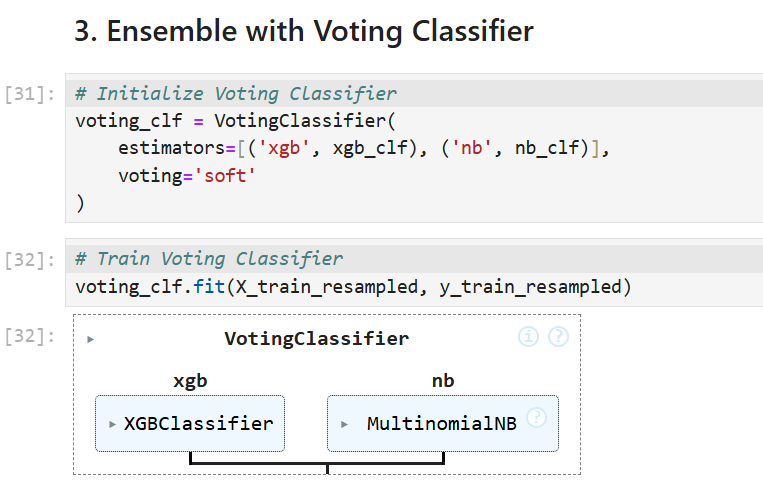 3. Ensemble with Voting Classifier
[31]: # Initialize Voting Classifier
voting_clf = VotingClassifier(
    estimators=[('xgb', xgb_clf), ('nb', nb_clf)],
    voting='soft'
)
[32]: # Train Voting Classifier
voting_clf.fit(X_train_resampled, y_train_resampled)
[32]: ▸ VotingClassifier i ?
xgb nb
▸ XGBClassifier ▸ MultinomialNB ?